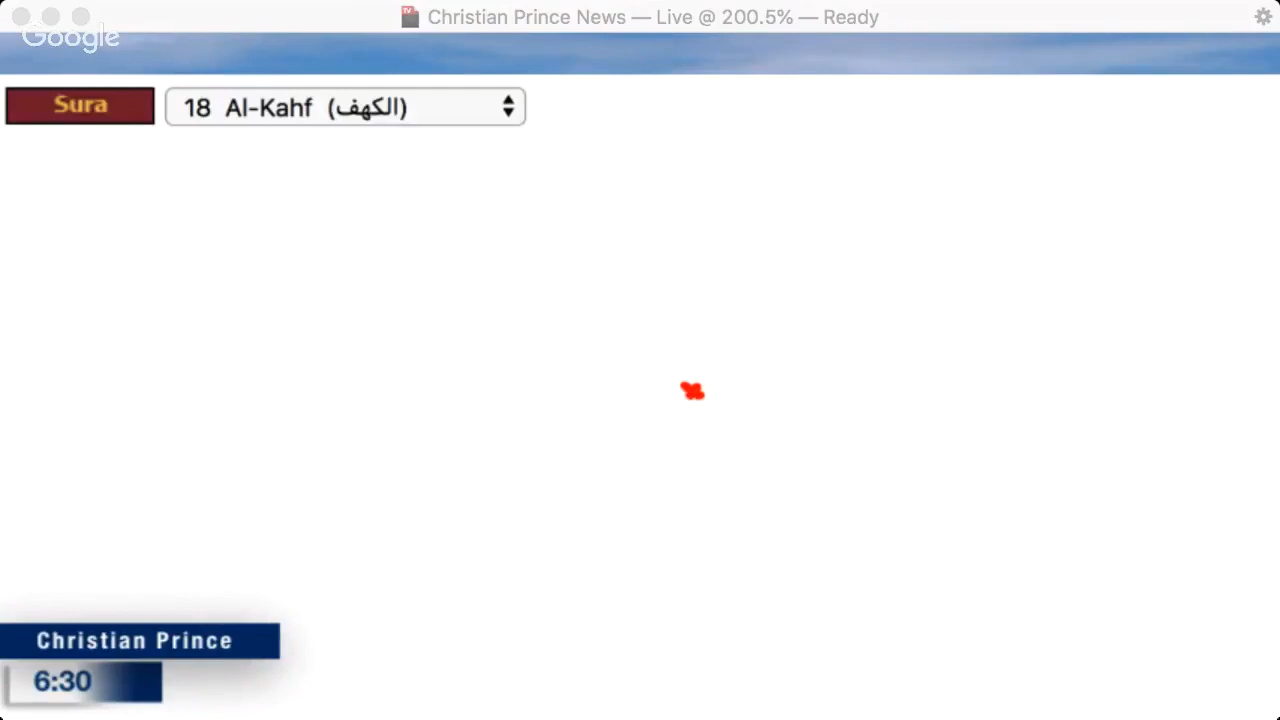 Christian Prince News — Live @ 200.5% — Ready
Google
Sura
18 Al-Kahf (الكهف)
Christian Prince
6:30